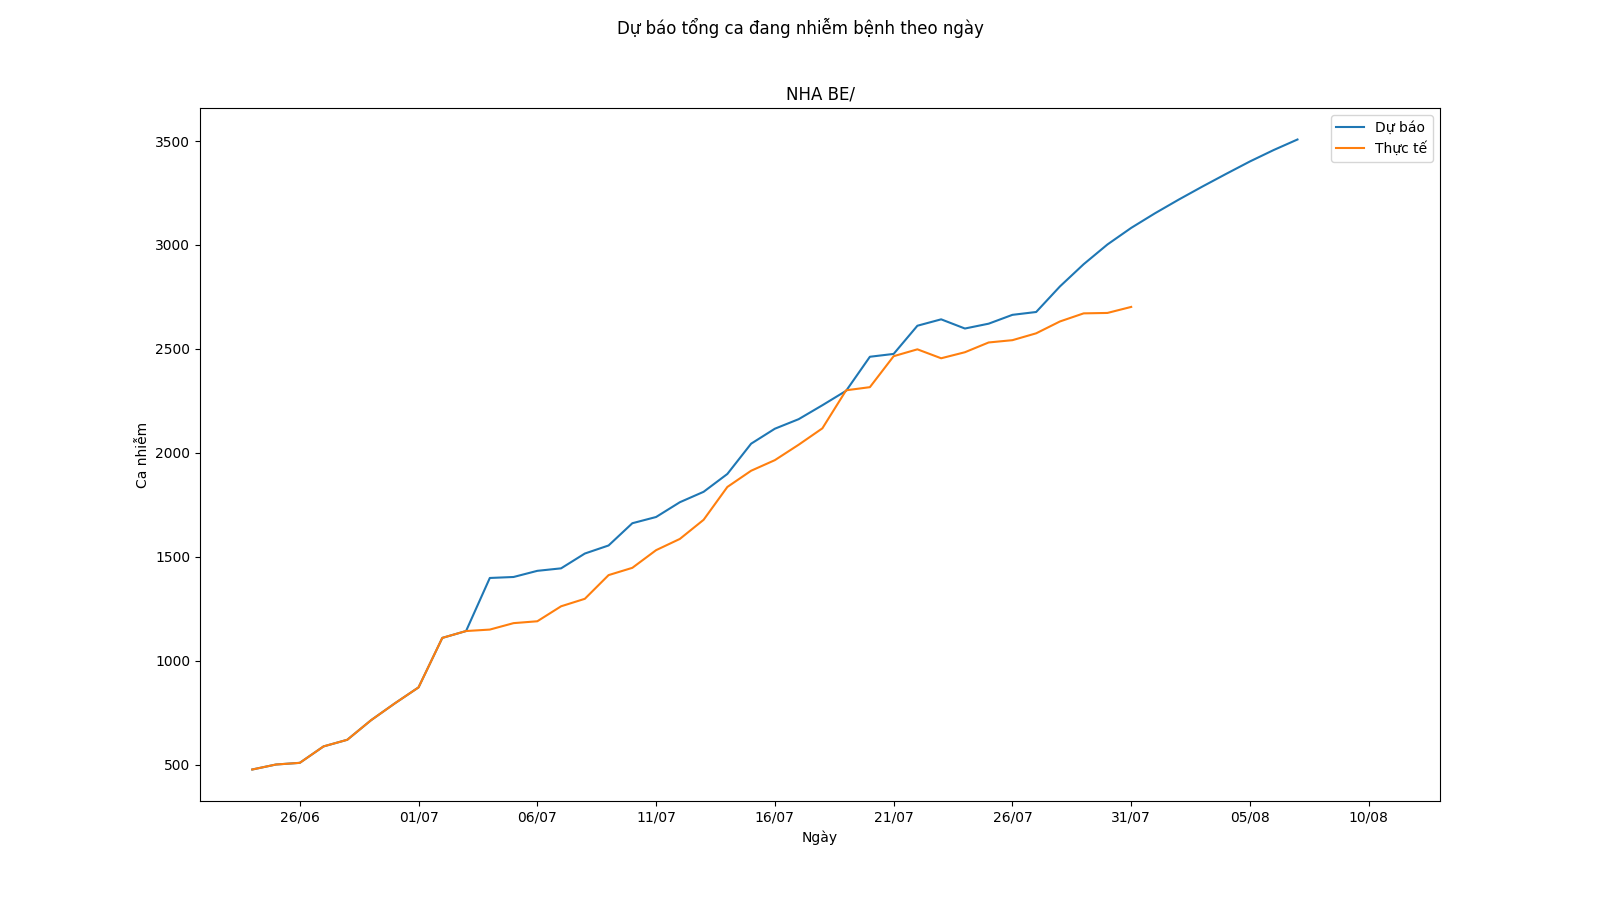 Dự báo tổng ca đang nhiễm bệnh theo ngày
NHA BE/
Dự báo
Thực tế
3500
3000
2500
2000
1500
1000
500
Ca nhiễm
26/06 01/07 06/07 11/07 16/07 21/07 26/07 31/07 05/08 10/08
Ngày